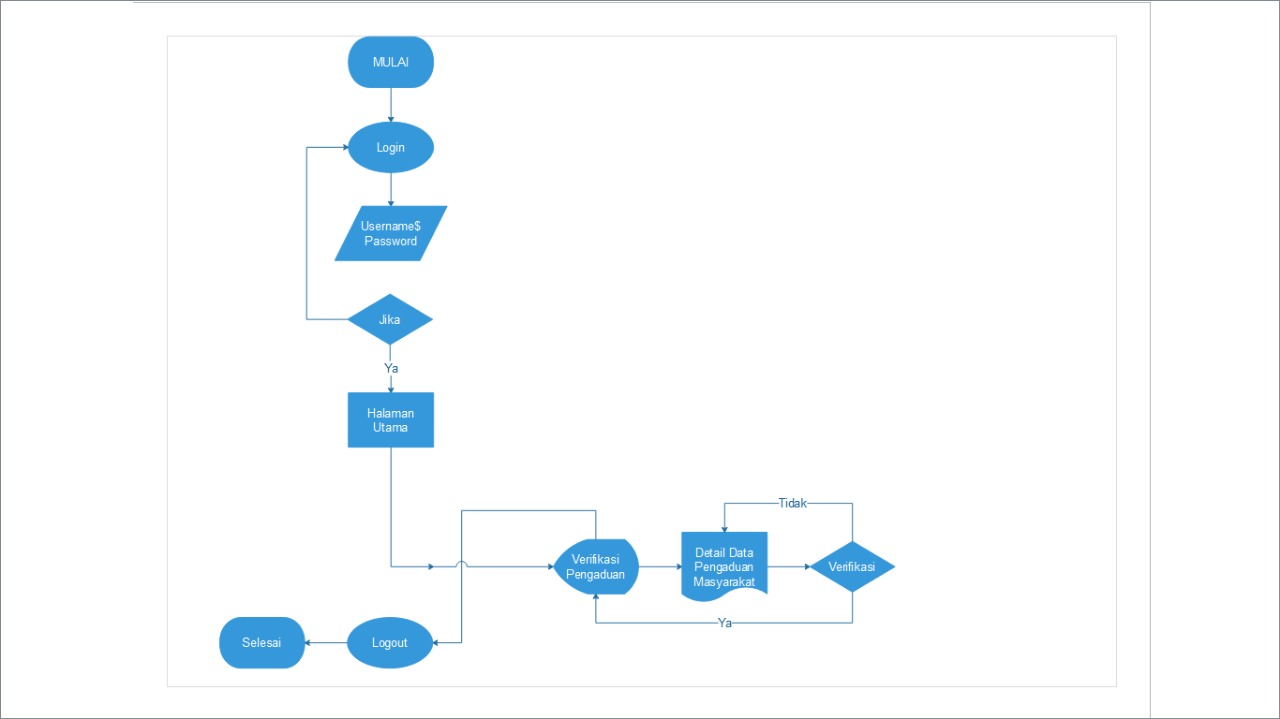 MULAI
Login
Username$
Password
Jika
Ya
Halaman
Utama
Tidak
Verifikasi
Pengaduan
Detail Data
Pengaduan
Masyarakat
Verifikasi
Ya
Selesai
Logout